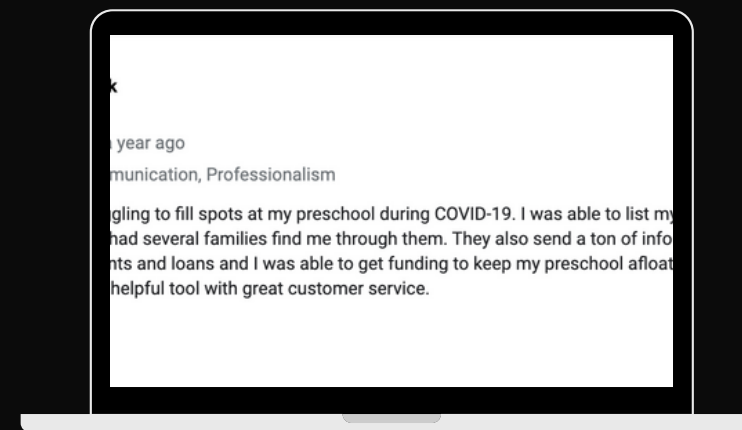 k
year ago
munication, Professionalism
gling to fill spots at my preschool during COVID-19. I was able to list my
had several families find me through them. They also send a ton of info
nts and loans and I was able to get funding to keep my preschool afloat
helpful tool with great customer service.